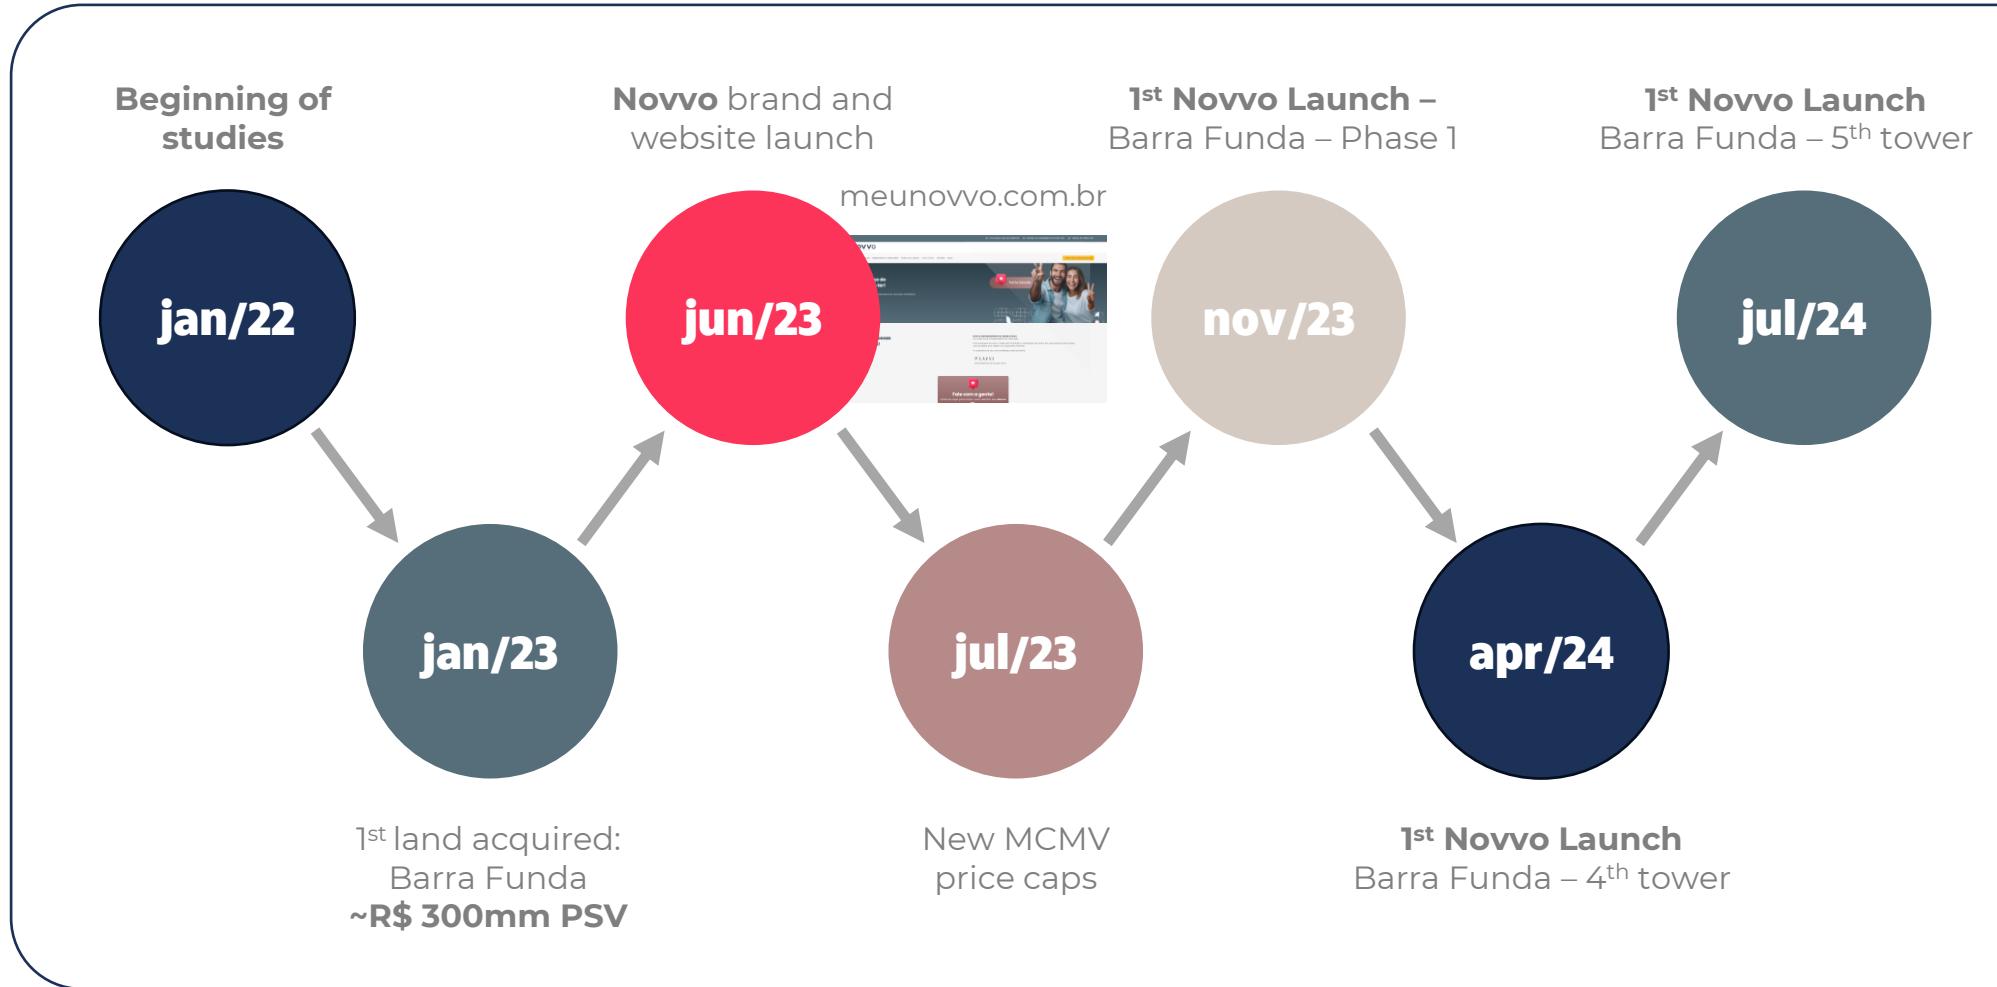 Beginning of
studies
jan/22
1st land acquired:
Barra Funda
~R$ 300mm PSV
jan/23
Novvo brand and
website launch
meunovvo.com.br
jun/23
New MCMV
price caps
jul/23
1st Novvo Launch –
Barra Funda – Phase 1
nov/23
1st Novvo Launch
Barra Funda – 4th tower
apr/24
1st Novvo Launch
Barra Funda – 5th tower
jul/24
Fale com a gente!